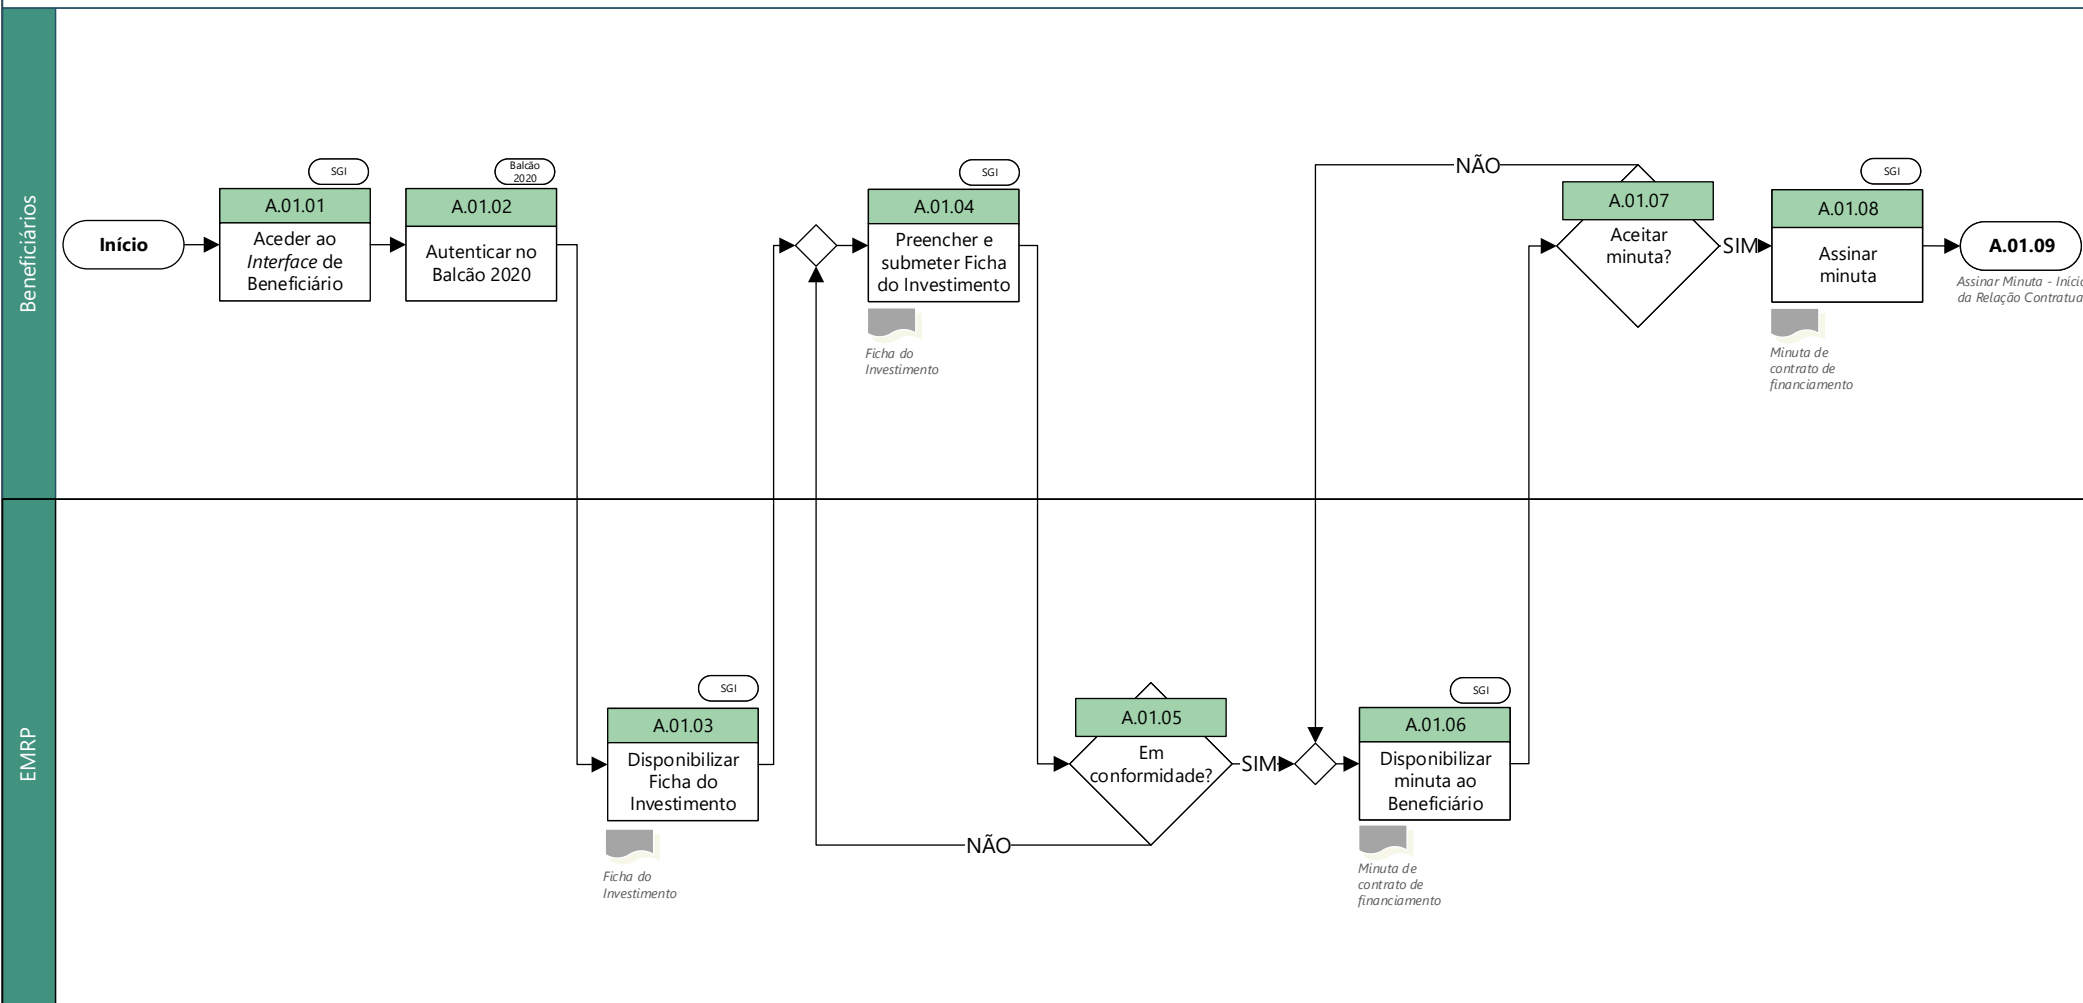 Beneficiários
Início
SGI
A.01.01
Aceder ao
Interface de
Beneficiário
Balcão
2020
A.01.02
Autenticar no
Balcão 2020
SGI
A.01.04
Preencher e
submeter Ficha
do Investimento
Ficha do
Investimento
NÃO
A.01.07
Aceitar
minuta?
SIM
SGI
A.01.08
Assinar
minuta
Minuta de
contrato de
financiamento
A.01.09
Assinar Minuta - Iníci
da Relação Contratua
EMRP
SGI
A.01.03
Disponibilizar
Ficha do
Investimento
Ficha do
Investimento
NÃO
A.01.05
Em
conformidade?
SIM
SGI
A.01.06
Disponibilizar
minuta ao
Beneficiário
Minuta de
contrato de
financiamento